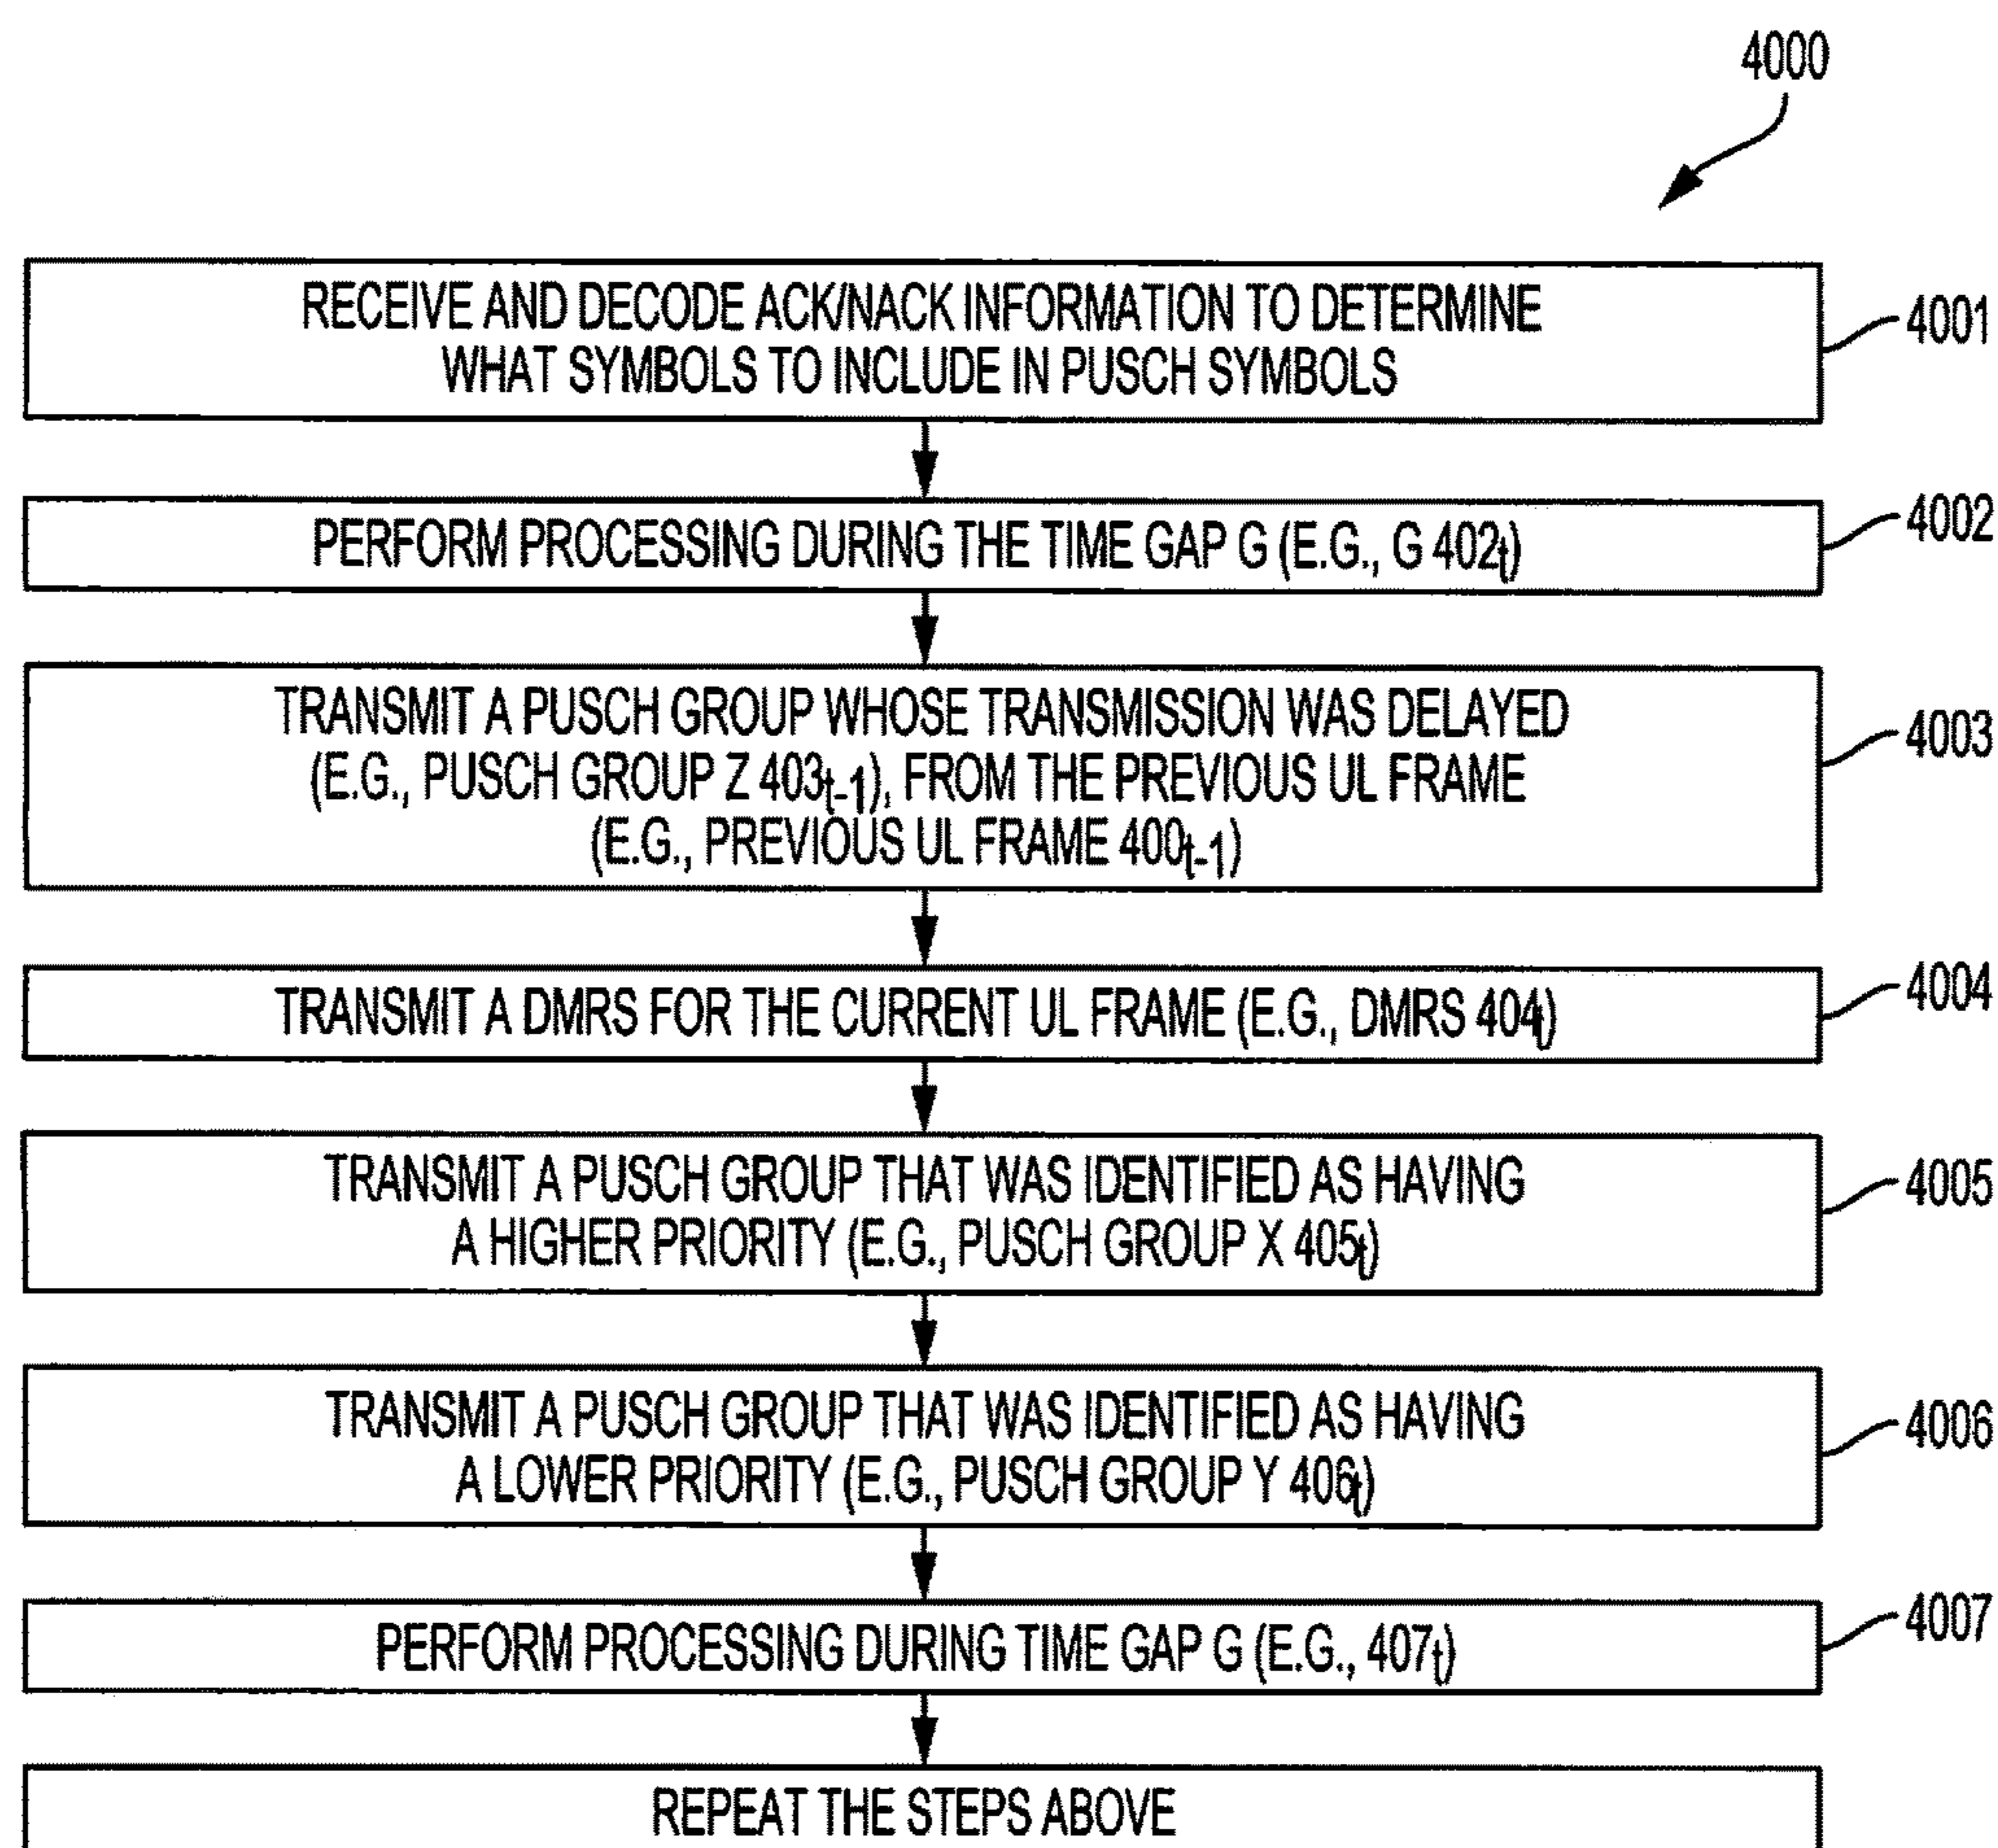 4000
RECEIVE AND DECODE ACK/NACK INFORMATION TO DETERMINE
WHAT SYMBOLS TO INCLUDE IN PUSCH SYMBOLS
4001
PERFORM PROCESSING DURING THE TIME GAP G (E.G., G 402t)
4002
TRANSMIT A PUSCH GROUP WHOSE TRANSMISSION WAS DELAYED
(E.G., PUSCH GROUP Z 403t-1), FROM THE PREVIOUS UL FRAME
(E.G., PREVIOUS UL FRAME 400t-1)
4003
TRANSMIT A DMRS FOR THE CURRENT UL FRAME (E.G., DMRS 404t)
4004
TRANSMIT A PUSCH GROUP THAT WAS IDENTIFIED AS HAVING
A HIGHER PRIORITY (E.G., PUSCH GROUP X 405t)
4005
TRANSMIT A PUSCH GROUP THAT WAS IDENTIFIED AS HAVING
A LOWER PRIORITY (E.G., PUSCH GROUP Y 406t)
4006
PERFORM PROCESSING DURING TIME GAP G (E.G., 407t)
4007
REPEAT THE STEPS ABOVE